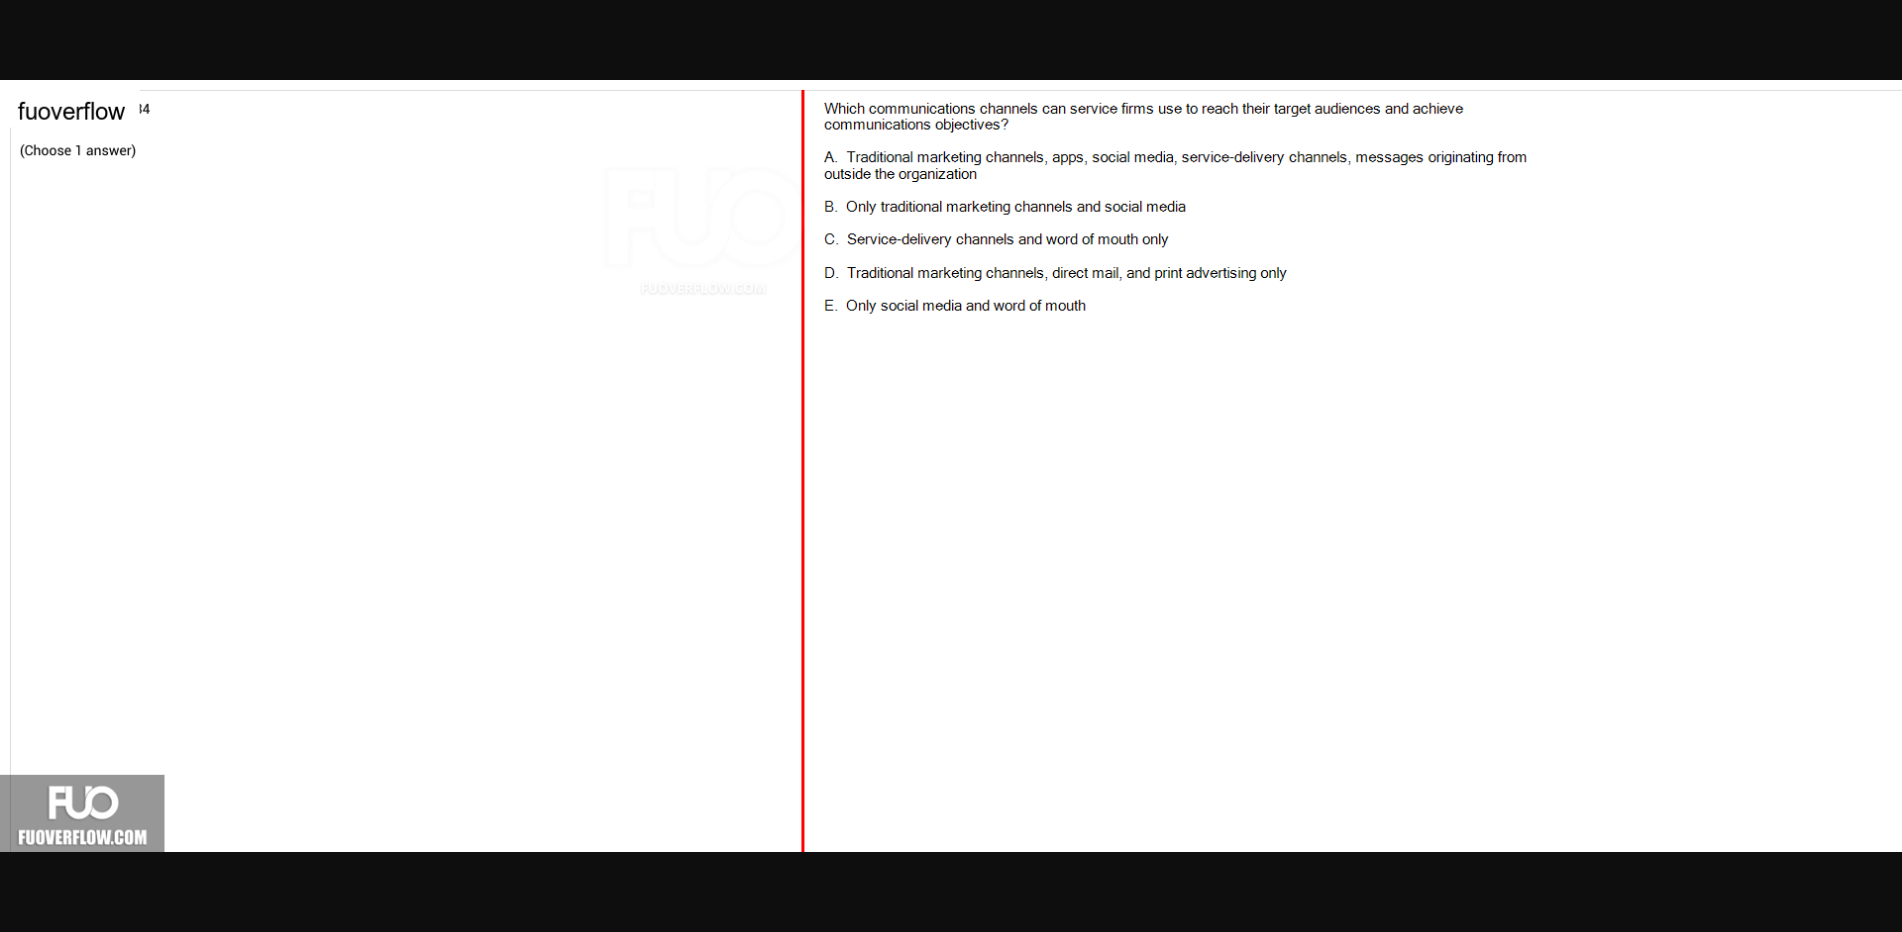 fuoverflow
(Choose 1 answer)
Which communications channels can service firms use to reach their target audiences and achieve
communications objectives?
A. Traditional marketing channels, apps, social media, service-delivery channels, messages originating from
outside the organization
B. Only traditional marketing channels and social media
C. Service-delivery channels and word of mouth only
D. Traditional marketing channels, direct mail, and print advertising only
E. Only social media and word of mouth
FUO
FUOVERFLOW.COM
FUO
FUOVERFLOW.COM